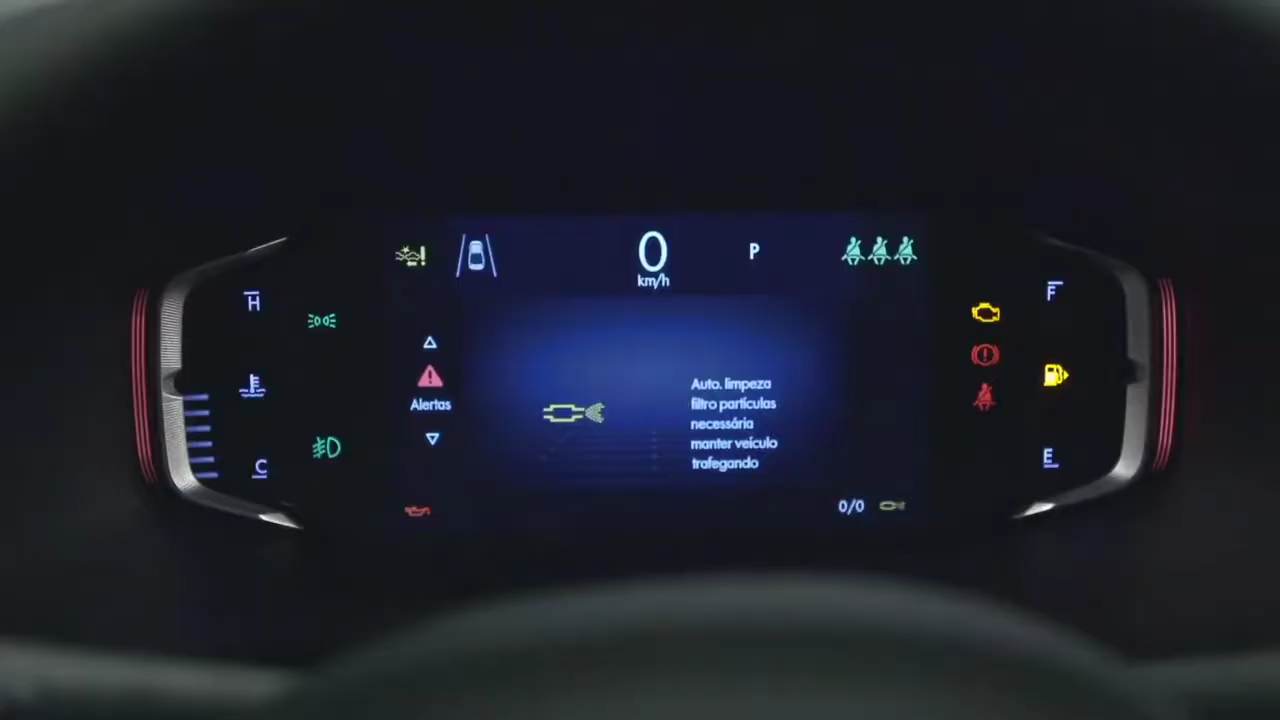 0
km/h
P
H
F
Alertas
Auto. limpeza
filtro partículas
necessária
manter veículo
trafegando
C
E
0/0